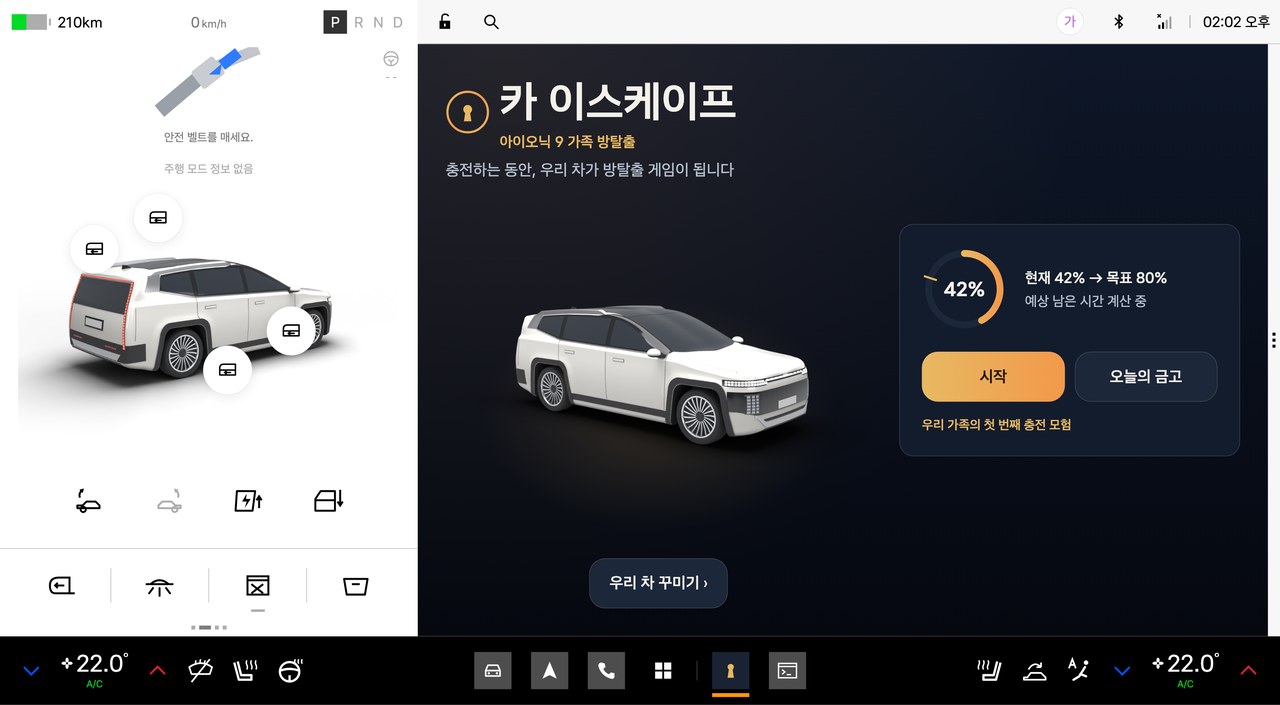 210km
0 km/h
P R N D
가
02:02 오후
- -
안전 벨트를 매세요.
주행 모드 정보 없음
카 이스케이프
아이오닉 9 가족 방탈출
충전하는 동안, 우리 차가 방탈출 게임이 됩니다
42%
현재 42% → 목표 80%
예상 남은 시간 계산 중
시작
오늘의 금고
우리 가족의 첫 번째 충전 모험
우리 차 꾸미기 ›
22.0°
A/C
A
22.0°
A/C